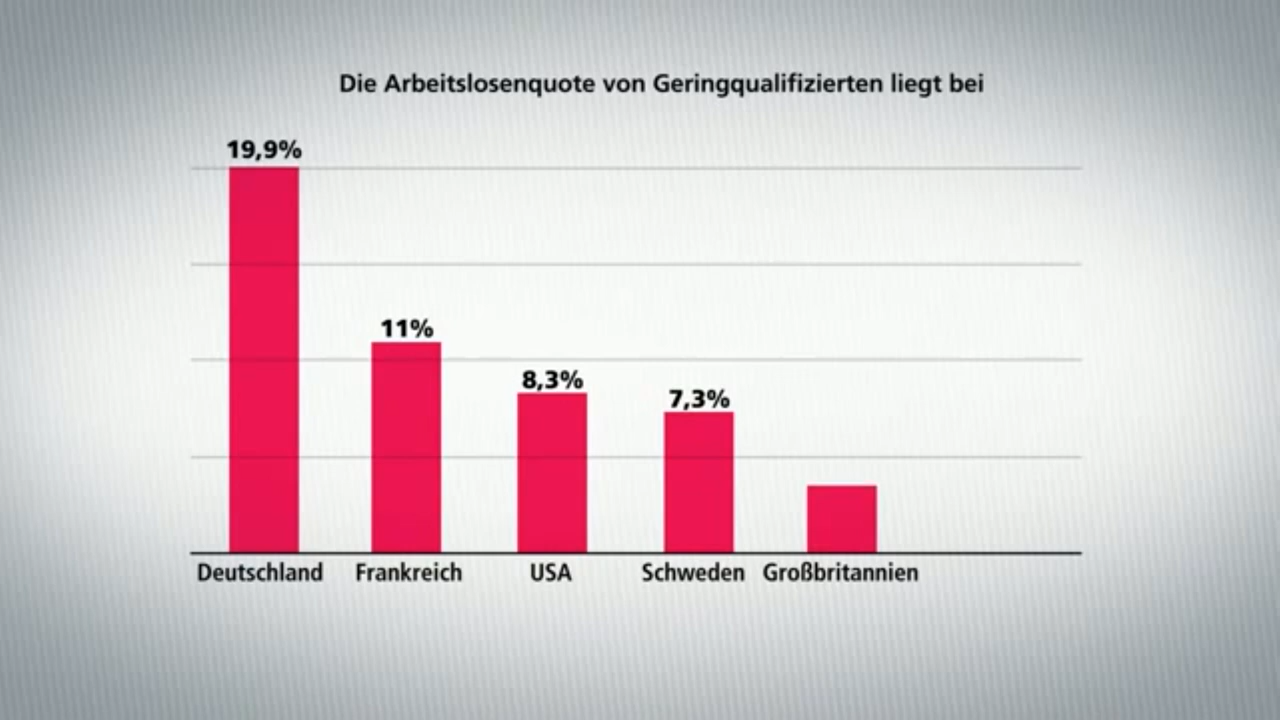 Die Arbeitslosenquote von Geringqualifizierten liegt bei
19,9%
11%
8,3%
7,3%
Deutschland Frankreich USA Schweden Großbritannien